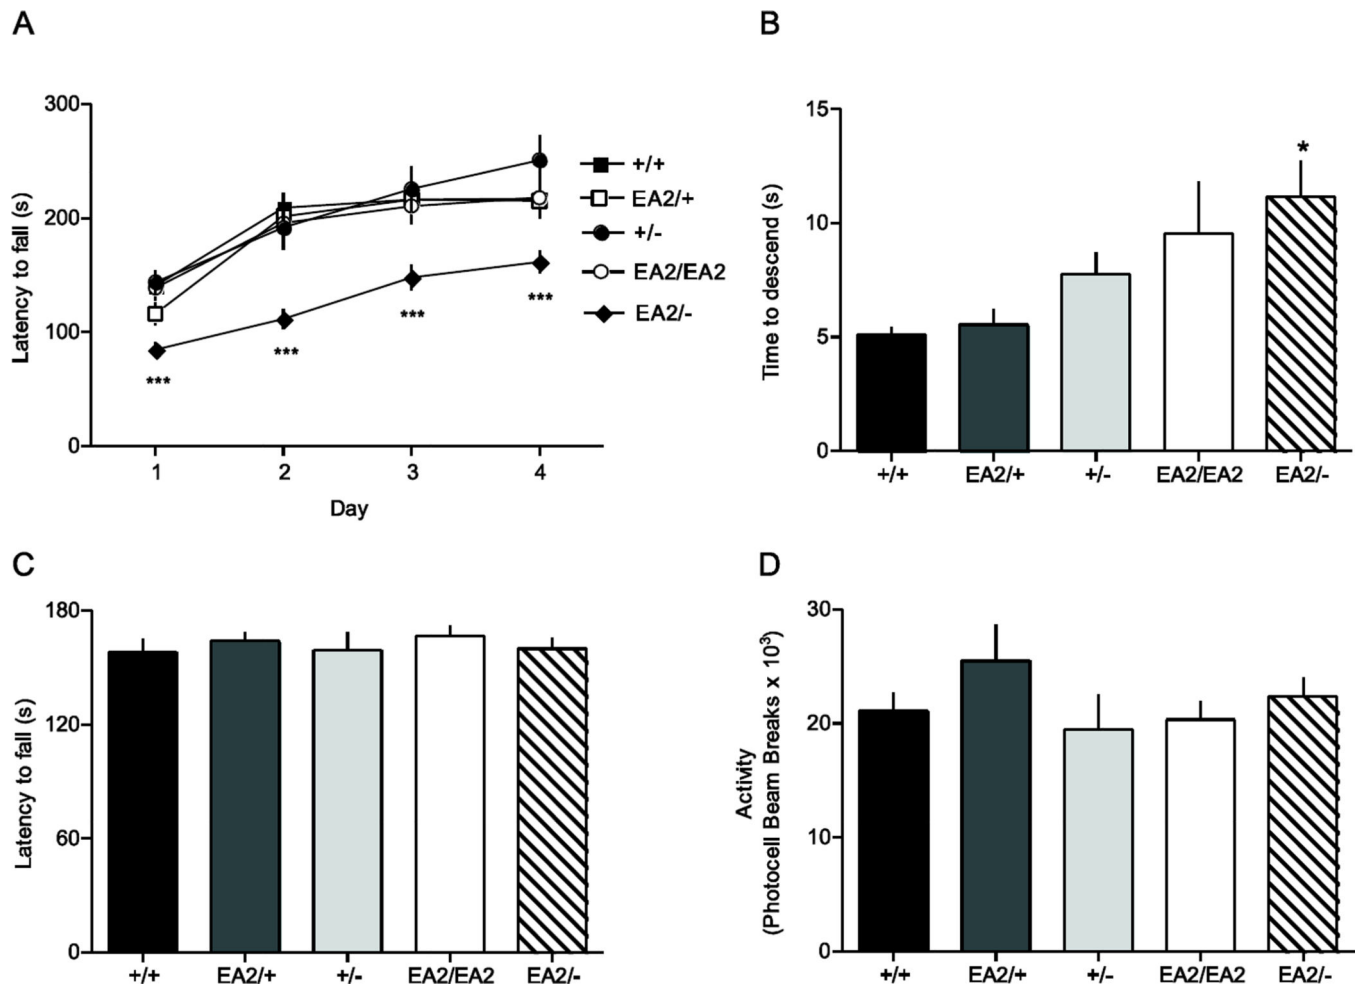 A
Latency to fall (s)
300
200
100
0
1 2 3 4
Day
***
***
***
***
+/+
EA2/+
+/-
EA2/EA2
EA2/-
B
Time to descend (s)
15
10
5
0
*
+/+ EA2/+ +/- EA2/EA2 EA2/-
C
Latency to fall (s)
180
120
60
0
+/+ EA2/+ +/- EA2/EA2 EA2/-
D
Activity
(Photocell Beam Breaks x 10³)
30
20
10
0
+/+ EA2/+ +/- EA2/EA2 EA2/-